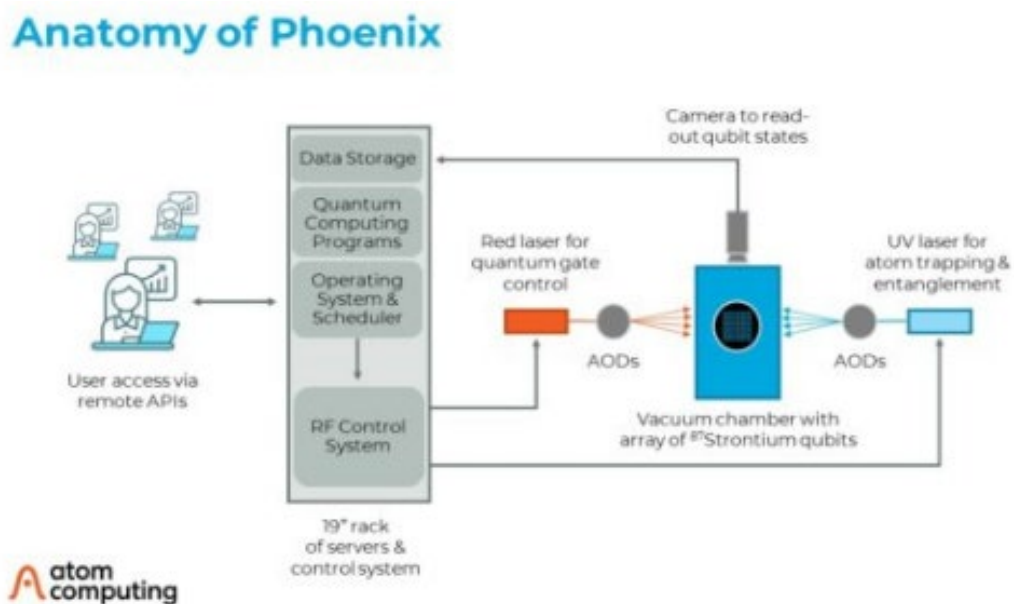 Anatomy of Phoenix
Camera to read-
out qubit states
Data Storage
Quantum
Computing
Programs
Operating
System &
Scheduler
RF Control
System
Red laser for
quantum gate
control
UV laser for
atom trapping &
entanglement
AODs
AODs
User access via
remote APIs
Vacuum chamber with
array of ⁸⁷Strontium qubits
19" rack
of servers &
control system
atom
computing